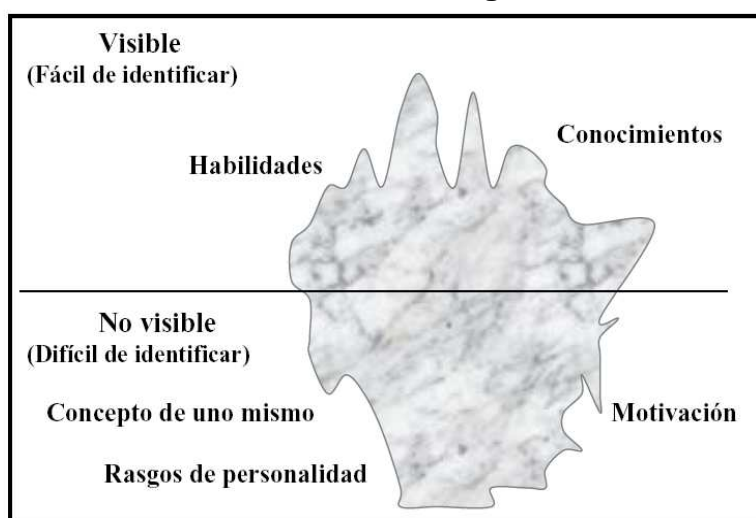 Visible
(Fácil de identificar)
Conocimientos
Habilidades
No visible
(Difícil de identificar)
Concepto de uno mismo
Motivación
Rasgos de personalidad